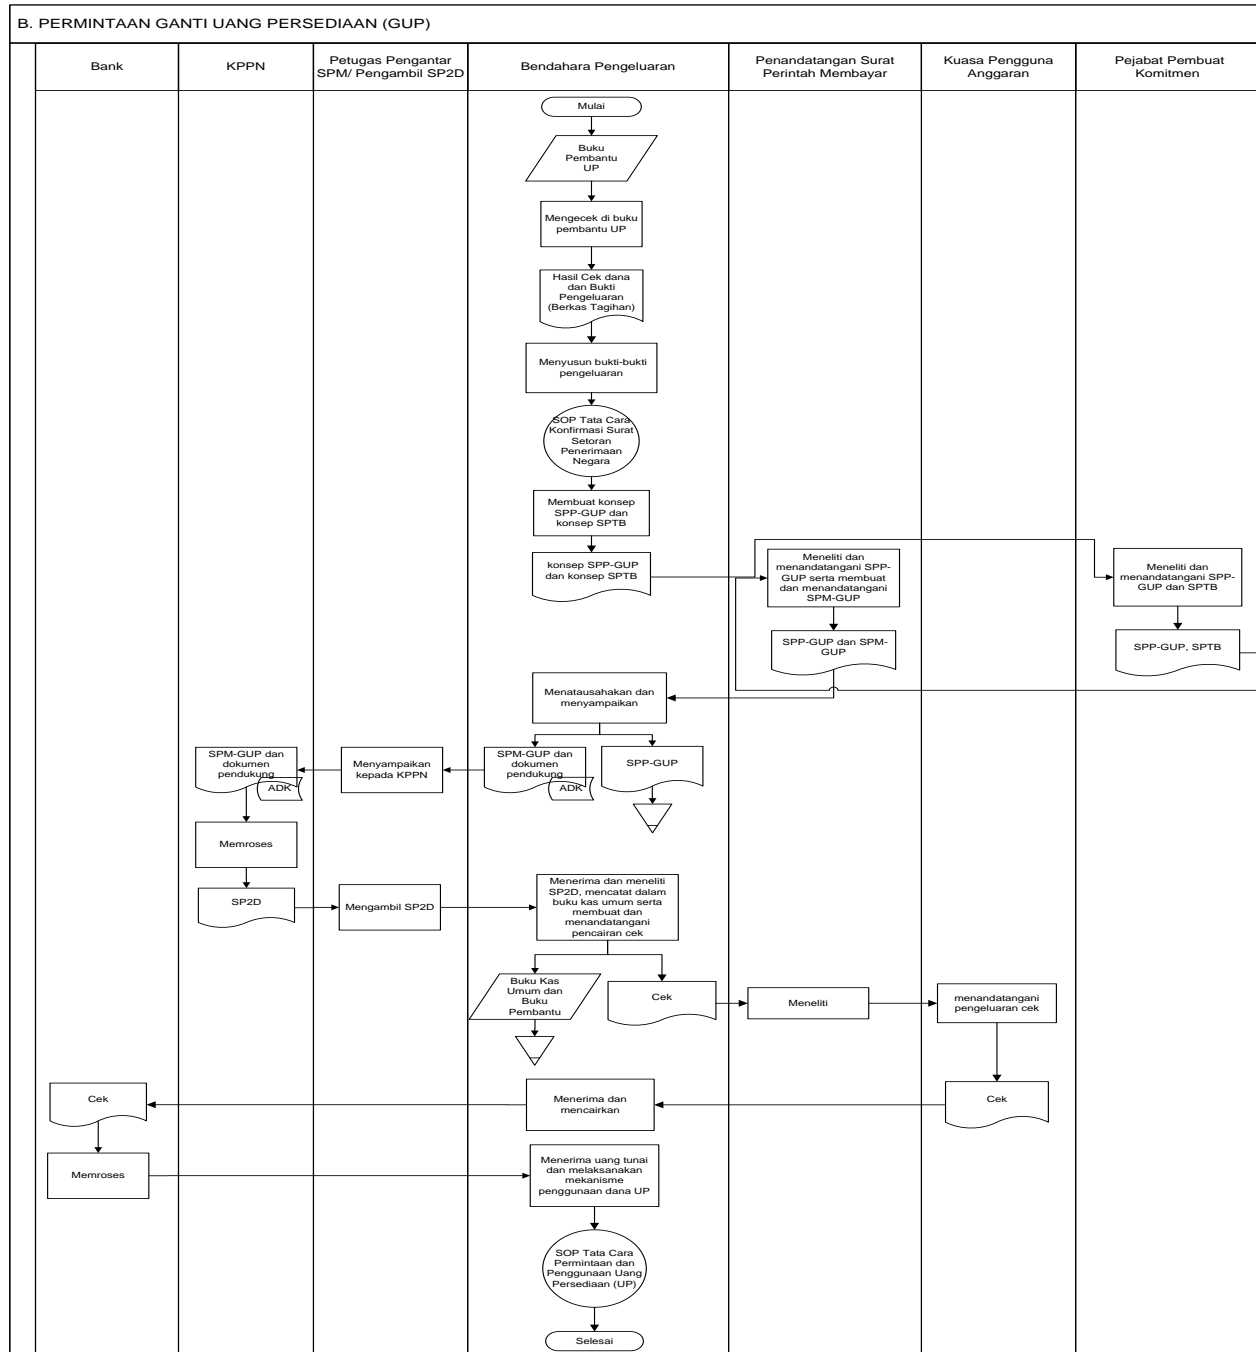 B. PERMINTAAN GANTI UANG PERSEDIAAN (GUP)
Bank
KPPN
Petugas Pengantar
SPM/ Pengambil SP2D
Bendahara Pengeluaran
Penandatangan Surat
Perintah Membayar
Kuasa Pengguna
Anggaran
Pejabat Pembuat
Komitmen
Mulai
Buku
Pembantu
UP
Mengecek di buku
pembantu UP
Hasil Cek dana
dan Bukti
Pengeluaran
(Berkas Tagihan)
Menyusun bukti-bukti
pengeluaran
SOP Tata Cara
Konfirmasi Surat
Setoran
Penerimaan
Negara
Membuat konsep
SPP-GUP dan
konsep SPTB
konsep SPP-GUP
dan konsep SPTB
Meneliti dan
menandatangani SPP-
GUP serta membuat
dan menandatangani
SPM-GUP
Meneliti dan
menandatangani SPP-
GUP dan SPTB
SPP-GUP dan SPM-
GUP
SPP-GUP, SPTB
Menatausahakan dan
menyampaikan
SPM-GUP dan
dokumen
pendukung
ADK
Menyampaikan
kepada KPPN
SPM-GUP dan
dokumen
pendukung
ADK
SPP-GUP
Memroses
SP2D
Mengambil SP2D
Menerima dan meneliti
SP2D, mencatat dalam
buku kas umum serta
membuat dan
menandatangani
pencairan cek
Buku Kas
Umum dan
Buku
Pembantu
Cek
Meneliti
menandatangani
pengeluaran cek
Cek
Menerima dan
mencairkan
Cek
Memroses
Menerima uang tunai
dan melaksanakan
mekanisme
penggunaan dana UP
SOP Tata Cara
Permintaan dan
Penggunaan Uang
Persediaan (UP)
Selesai